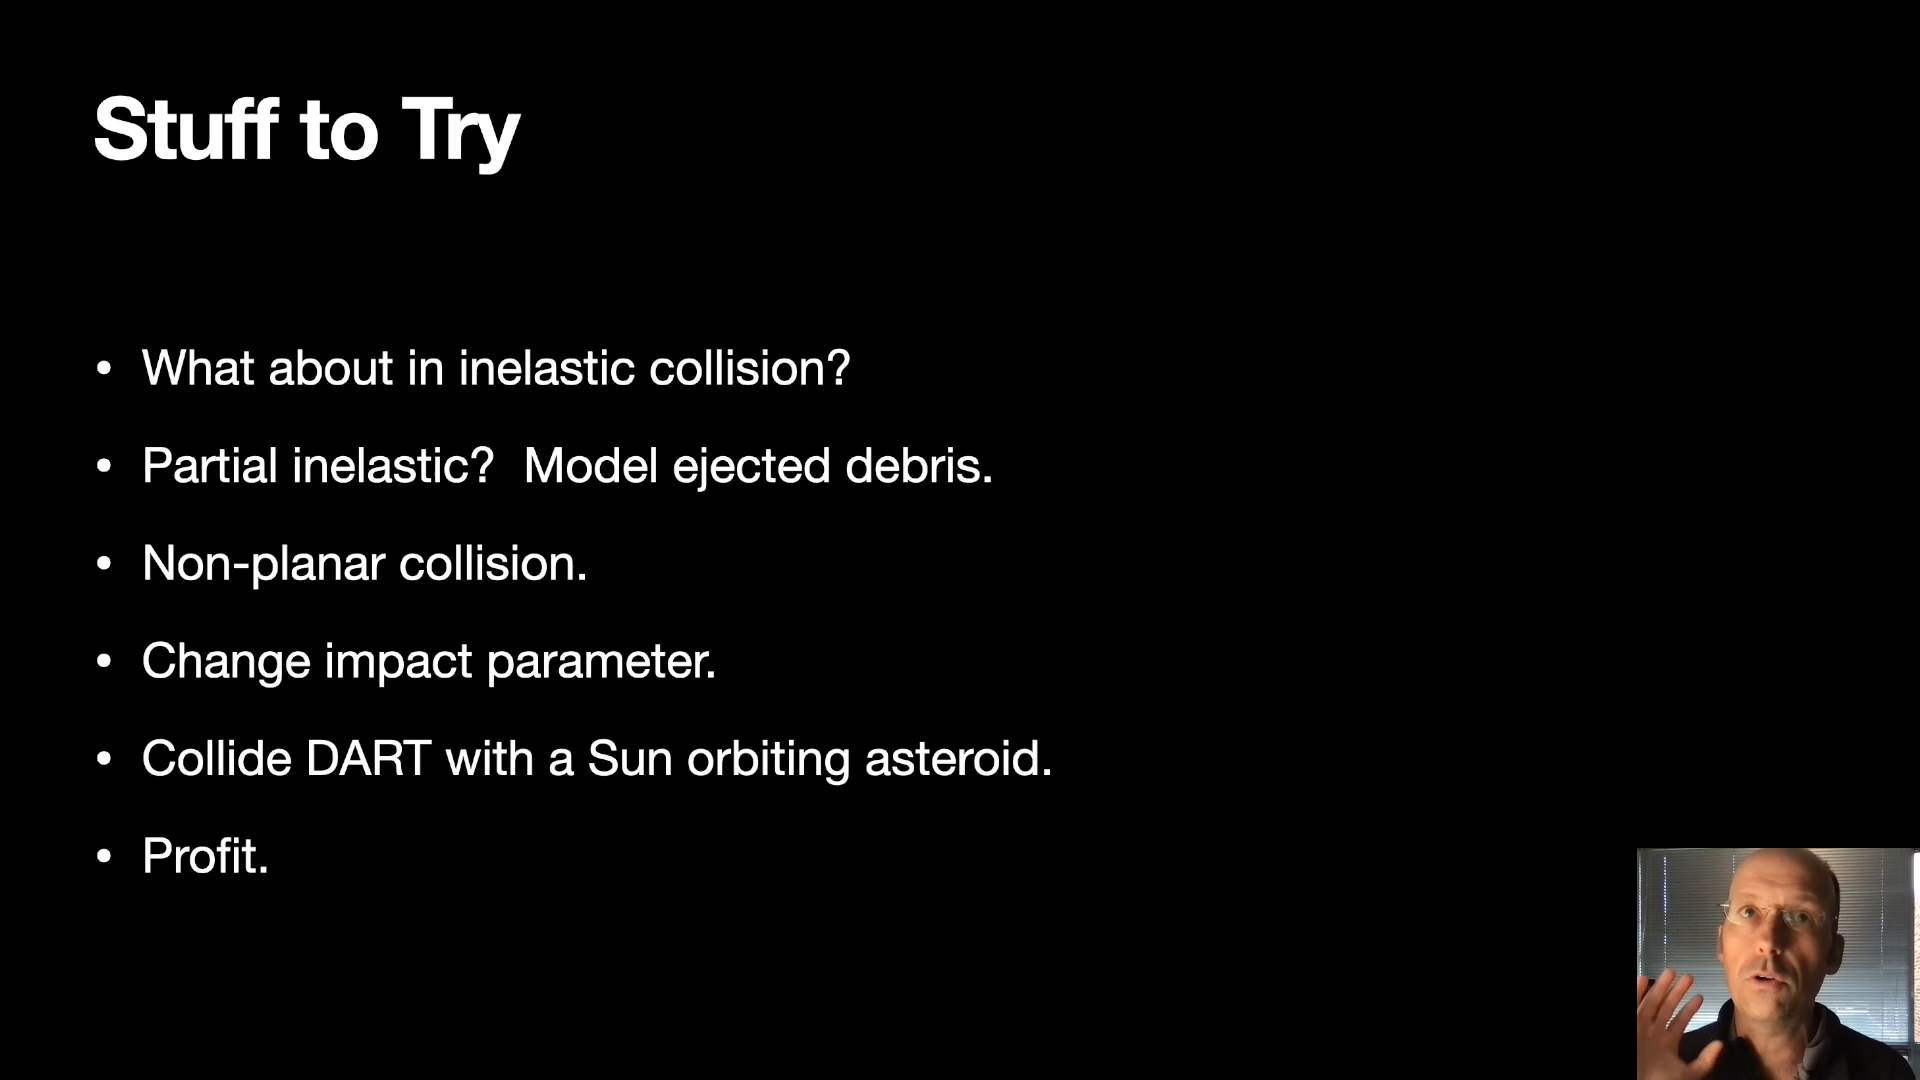 Stuff to Try
• What about in inelastic collision?
• Partial inelastic?  Model ejected debris.
• Non-planar collision.
• Change impact parameter.
• Collide DART with a Sun orbiting asteroid.
• Profit.